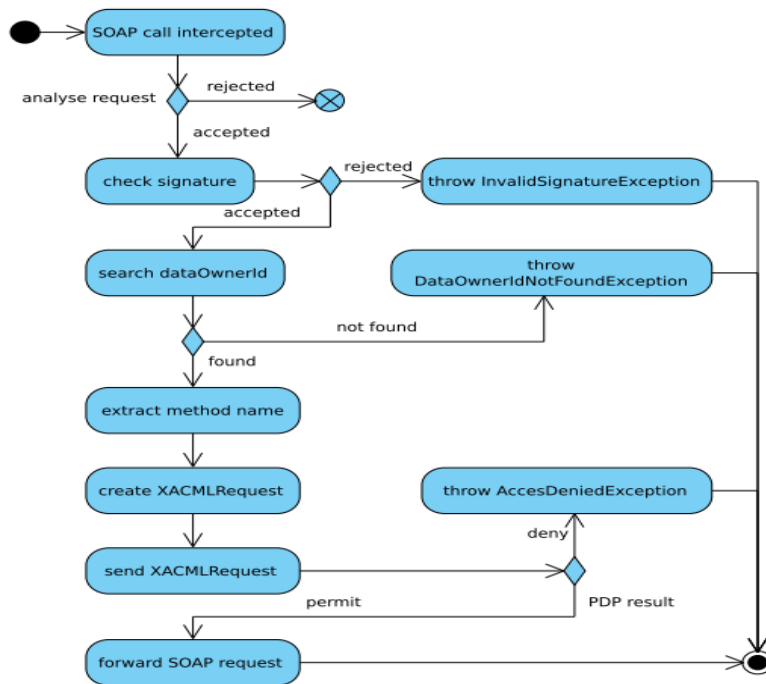 SOAP call intercepted
analyse request
rejected
accepted
check signature
rejected
throw InvalidSignatureException
accepted
search dataOwnerId
throw
DataOwnerIdNotFoundException
not found
found
extract method name
create XACMLRequest
throw AccesDeniedException
deny
send XACMLRequest
permit
PDP result
forward SOAP request